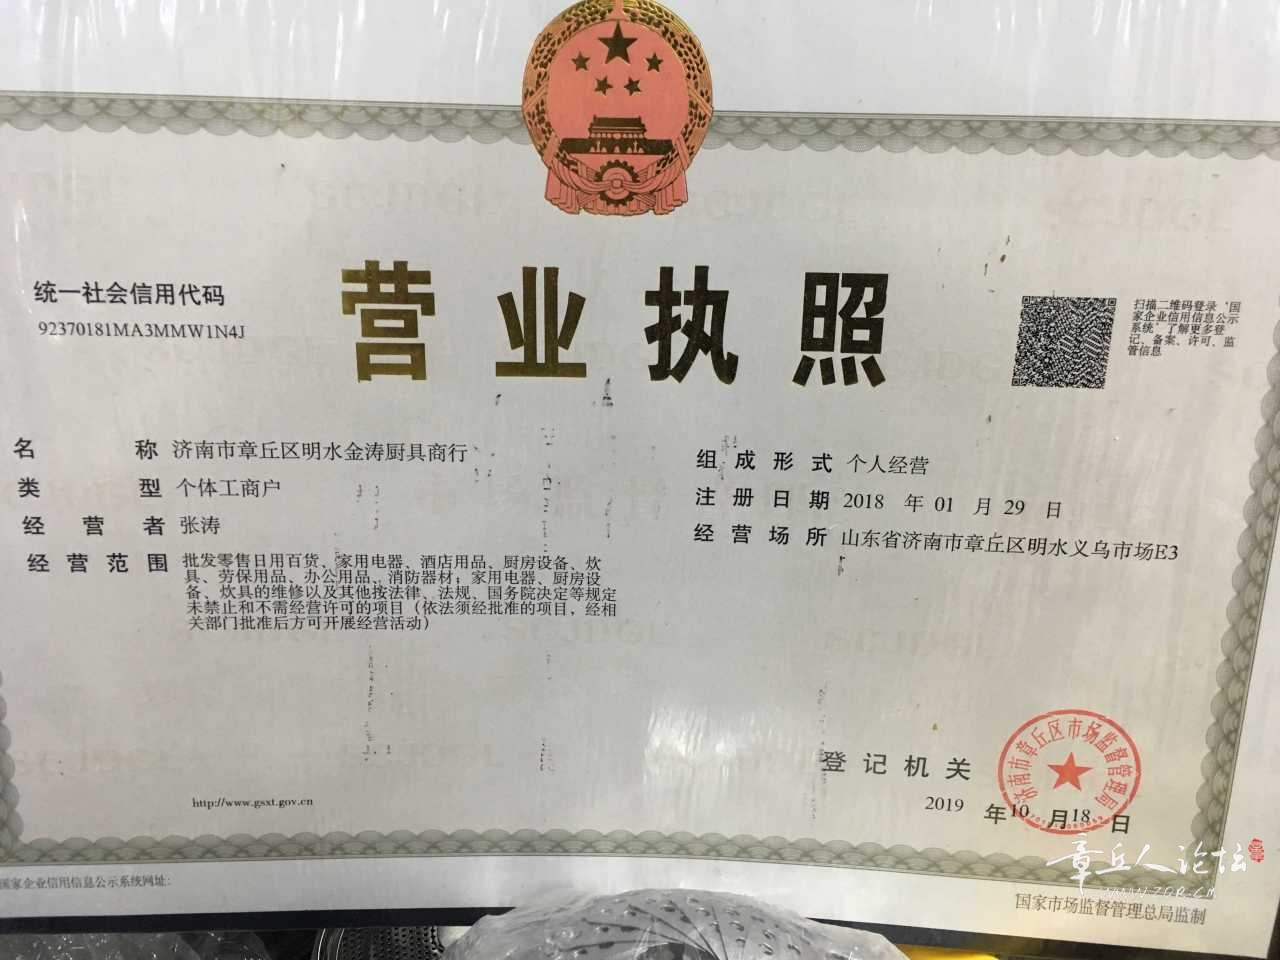 营业执照
统一社会信用代码
92370181MA3MMW1N4J
扫描二维码登录‘国
家企业信用信息公示
系统’了解更多登
记、备案、许可、监
管信息
名称 济南市章丘区明水金涛厨具商行
类型 个体工商户
经营者 张涛
经营范围 批发零售日用百货、家用电器、酒店用品、厨房设备、炊
具、劳保用品、办公用品、消防器材；家用电器、厨房设
备、炊具的维修以及其他按法律、法规、国务院决定等规定
未禁止和不需经营许可的项目（依法须经批准的项目，经相
关部门批准后方可开展经营活动）
组成形式 个人经营
注册日期 2018 年 01 月 29 日
经营场所 山东省济南市章丘区明水义乌市场E3
登记机关
济南市章丘区市场监督管理局
2019 年10 月18 日
http://www.gsxt.gov.cn
国家企业信用信息公示系统网址：
国家市场监督管理总局监制
章丘人论坛
www.zqr.cn